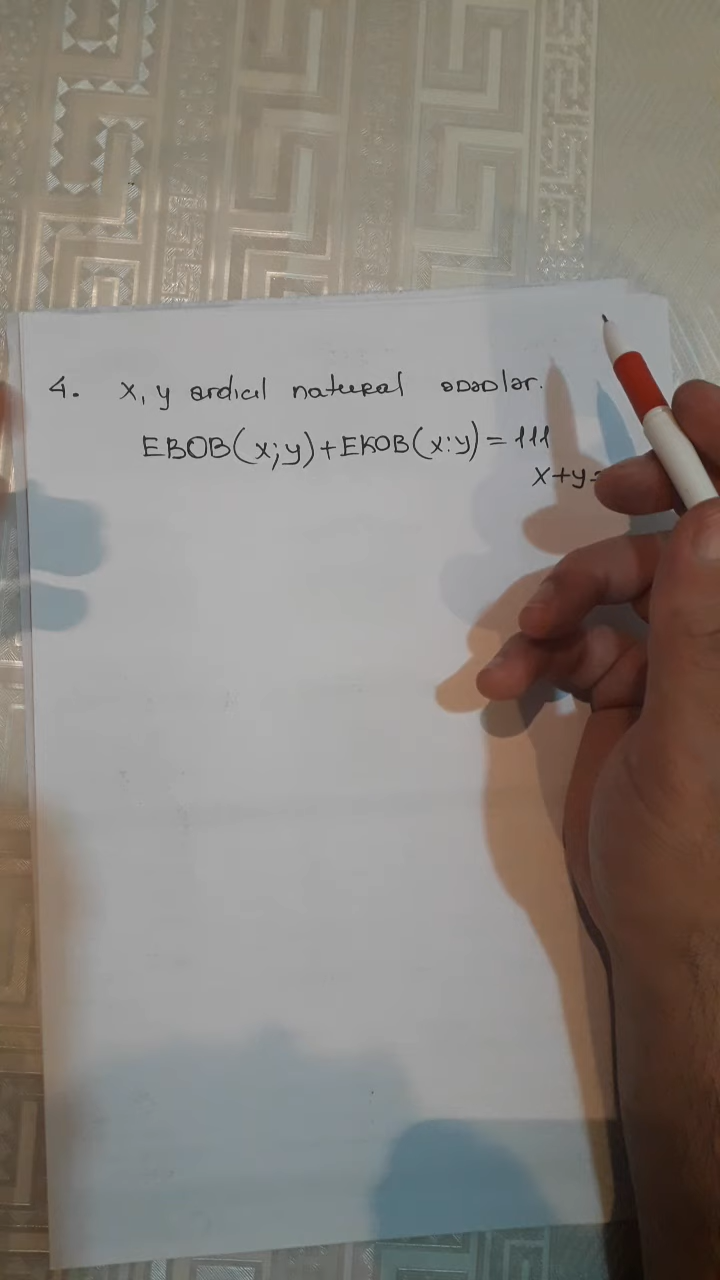 4. x, y ardıcıl natural ədədlər.
EBOB(x;y)+EKOB(x:y)=111
x+y=